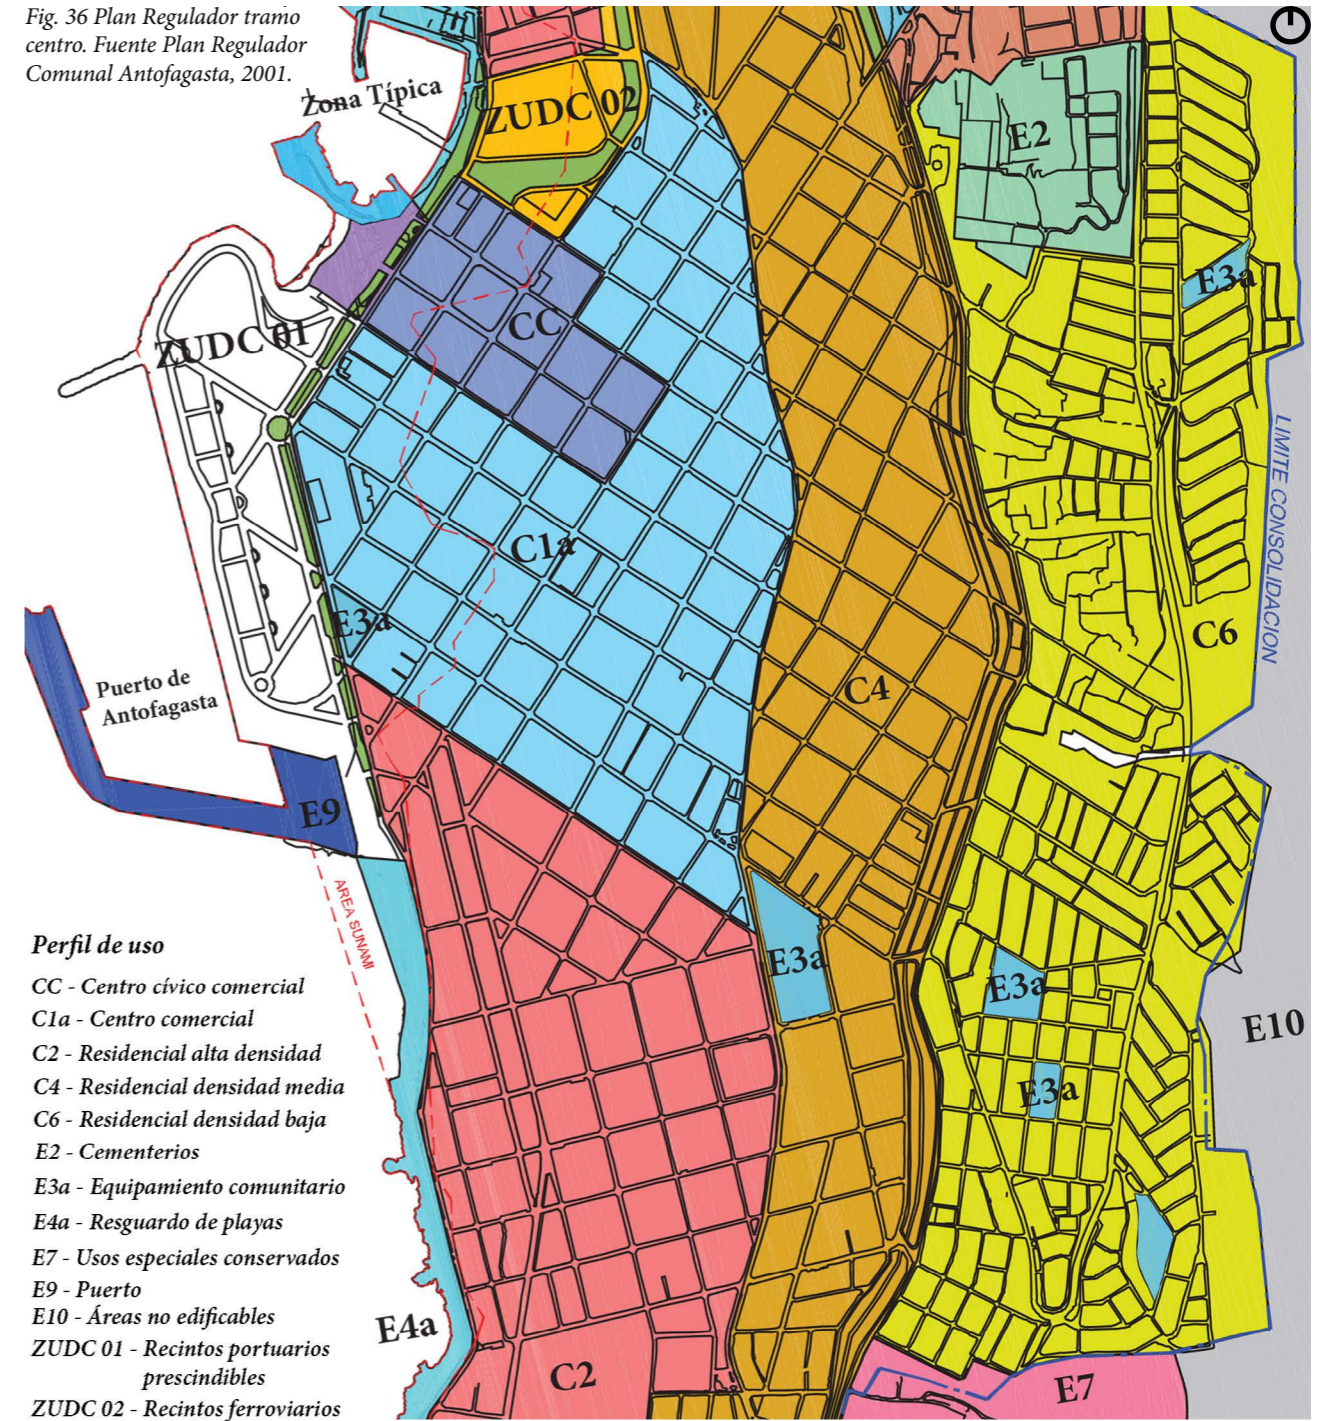 Fig. 36 Plan Regulador tramo
centro. Fuente Plan Regulador
Comunal Antofagasta, 2001.
Zona Típica
ZUDC 02
E2
E3a
ZUDC 01
CC
LIMITE CONSOLIDACION
C1a
E3a
C6
C4
Puerto de
Antofagasta
E9
AREA SUNAMI
E3a
E3a
E10
E3a
E4a
C2
E7
Perfil de uso
CC - Centro cívico comercial
C1a - Centro comercial
C2 - Residencial alta densidad
C4 - Residencial densidad media
C6 - Residencial densidad baja
E2 - Cementerios
E3a - Equipamiento comunitario
E4a - Resguardo de playas
E7 - Usos especiales conservados
E9 - Puerto
E10 - Áreas no edificables
ZUDC 01 - Recintos portuarios
prescindibles
ZUDC 02 - Recintos ferroviarios